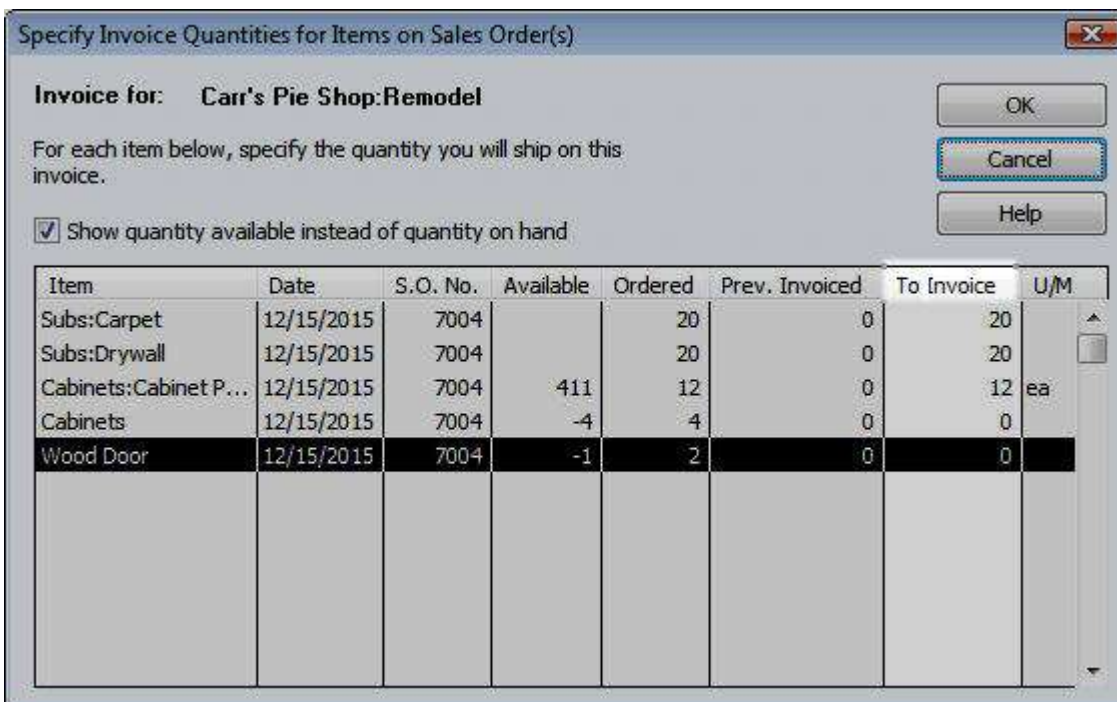 Specify Invoice Quantities for Items on Sales Order(s)
Invoice for: Carr's Pie Shop:Remodel
OK
For each item below, specify the quantity you will ship on this
invoice.
Cancel
Help
Show quantity available instead of quantity on hand
Item Date S.O. No. Available Ordered Prev. Invoiced To Invoice U/M
Subs:Carpet 12/15/2015 7004 20 0 20
Subs:Drywall 12/15/2015 7004 20 0 20
Cabinets:Cabinet P... 12/15/2015 7004 411 12 0 12 ea
Cabinets 12/15/2015 7004 -4 4 0 0
Wood Door 12/15/2015 7004 -1 2 0 0